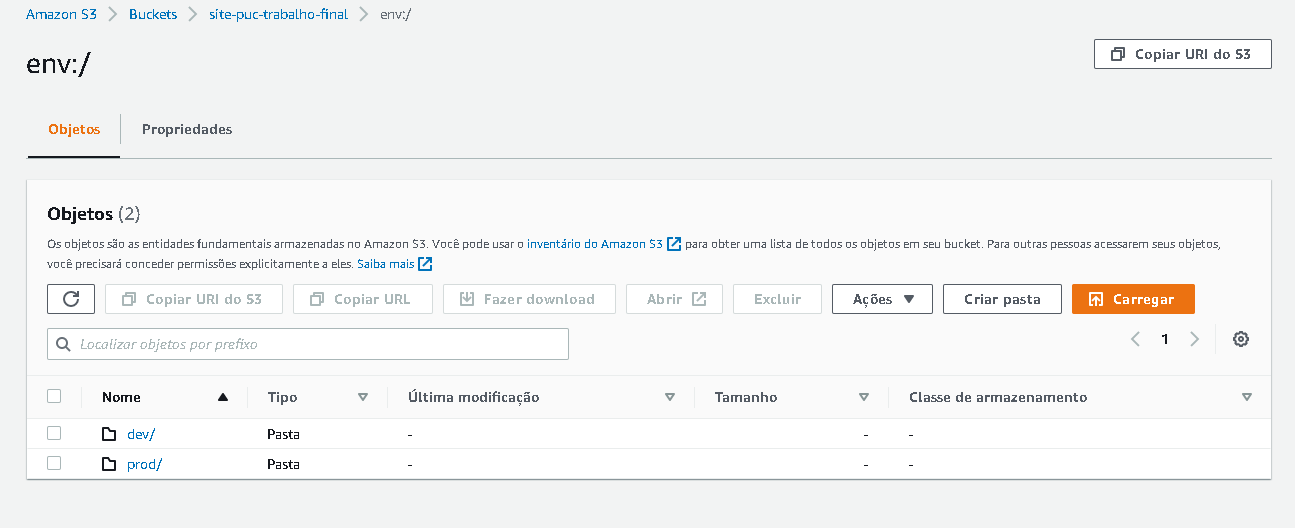 Amazon S3 > Buckets > site-puc-trabalho-final > env:/
env:/
Copiar URI do S3
Objetos Propriedades
Objetos (2)
Os objetos são as entidades fundamentais armazenadas no Amazon S3. Você pode usar o inventário do Amazon S3 para obter uma lista de todos os objetos em seu bucket. Para outras pessoas acessarem seus objetos,
você precisará conceder permissões explicitamente a eles. Saiba mais
Copiar URI do S3 Copiar URL Fazer download Abrir Excluir Ações Criar pasta Carregar
Localizar objetos por prefixo
1
Nome Tipo Última modificação Tamanho Classe de armazenamento
dev/ Pasta - - -
prod/ Pasta - - -